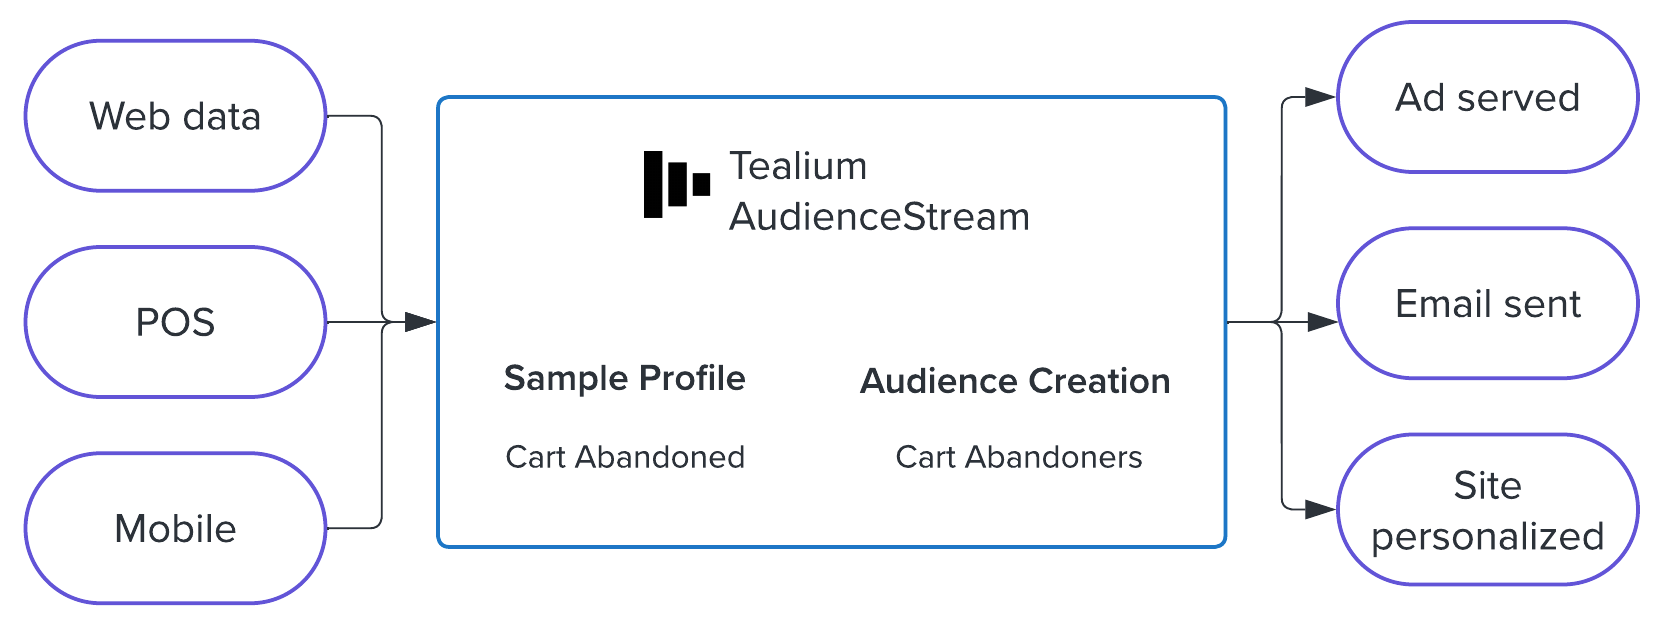 Web data
POS
Mobile
Tealium
AudienceStream
Sample Profile
Cart Abandoned
Audience Creation
Cart Abandoners
Ad served
Email sent
Site
personalized